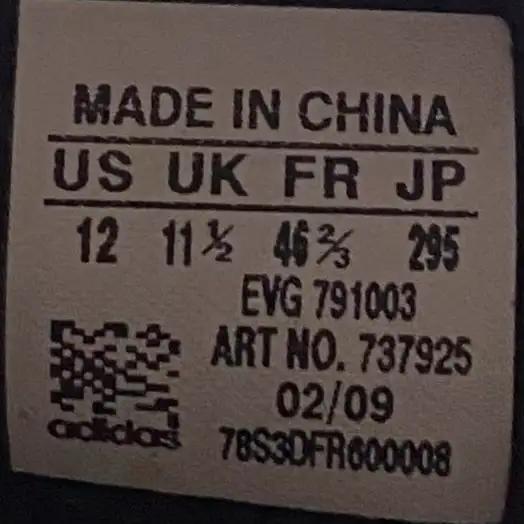 MADE IN CHINA
US UK FR JP
12 11½ 46⅔ 295
EVG 791003
ART NO. 737925
02/09
adidas
78S3DFR600008